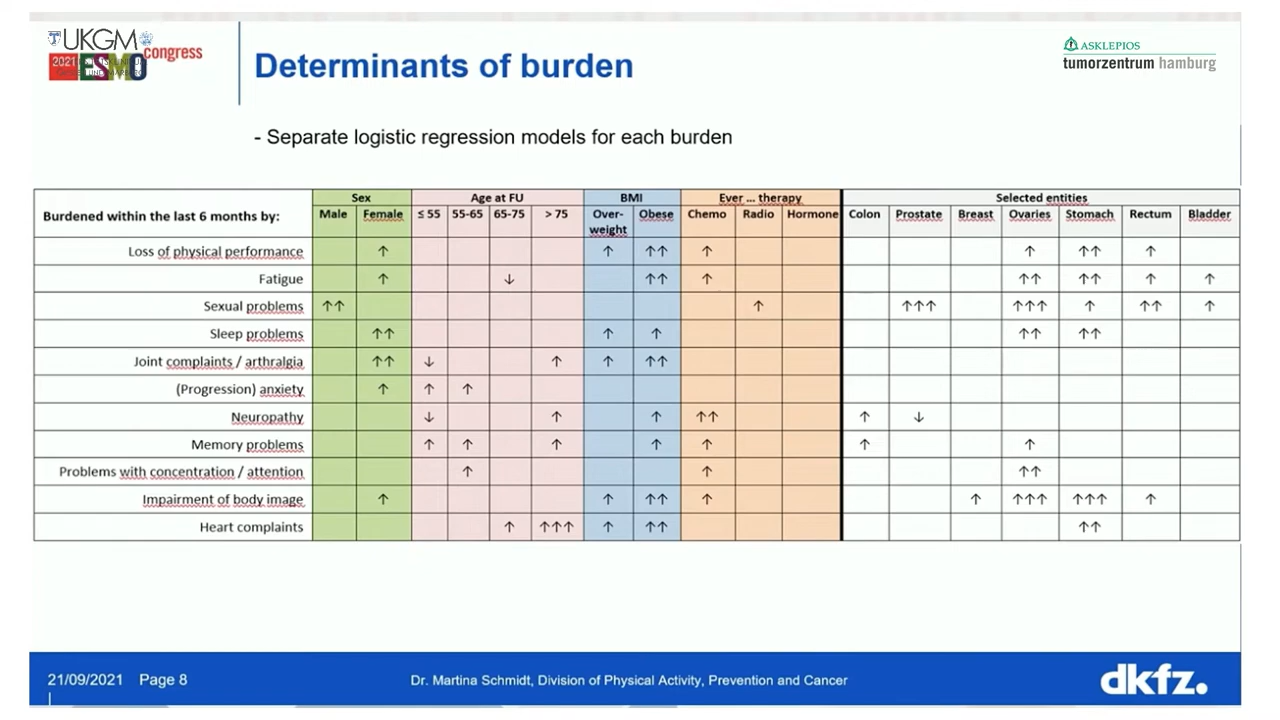 UKGM
2021 ESMO congress
ASKLEPIOS
tumorzentrum hamburg
Determinants of burden
- Separate logistic regression models for each burden
Burdened within the last 6 months by: Sex Age at FU BMI Ever ... therapy Selected entities
Male Female ≤ 55 55-65 65-75 > 75 Over-weight Obese Chemo Radio Hormone Colon Prostate Breast Ovaries Stomach Rectum Bladder
Loss of physical performance ↑ ↑ ↑↑ ↑ ↑ ↑↑ ↑
Fatigue ↑ ↓ ↑↑ ↑ ↑↑ ↑↑ ↑ ↑
Sexual problems ↑↑ ↑ ↑↑↑ ↑↑↑ ↑ ↑↑ ↑
Sleep problems ↑↑ ↑ ↑ ↑↑ ↑↑
Joint complaints / arthralgia ↑↑ ↓ ↑ ↑ ↑↑
(Progression) anxiety ↑ ↑ ↑
Neuropathy ↓ ↑ ↑ ↑↑ ↑ ↓
Memory problems ↑ ↑ ↑ ↑ ↑ ↑ ↑
Problems with concentration / attention ↑ ↑ ↑↑
Impairment of body image ↑ ↑ ↑↑ ↑ ↑ ↑↑↑ ↑↑↑ ↑
Heart complaints ↑ ↑↑↑ ↑ ↑↑ ↑↑
21/09/2021 Page 8
Dr. Martina Schmidt, Division of Physical Activity, Prevention and Cancer
dkfz.